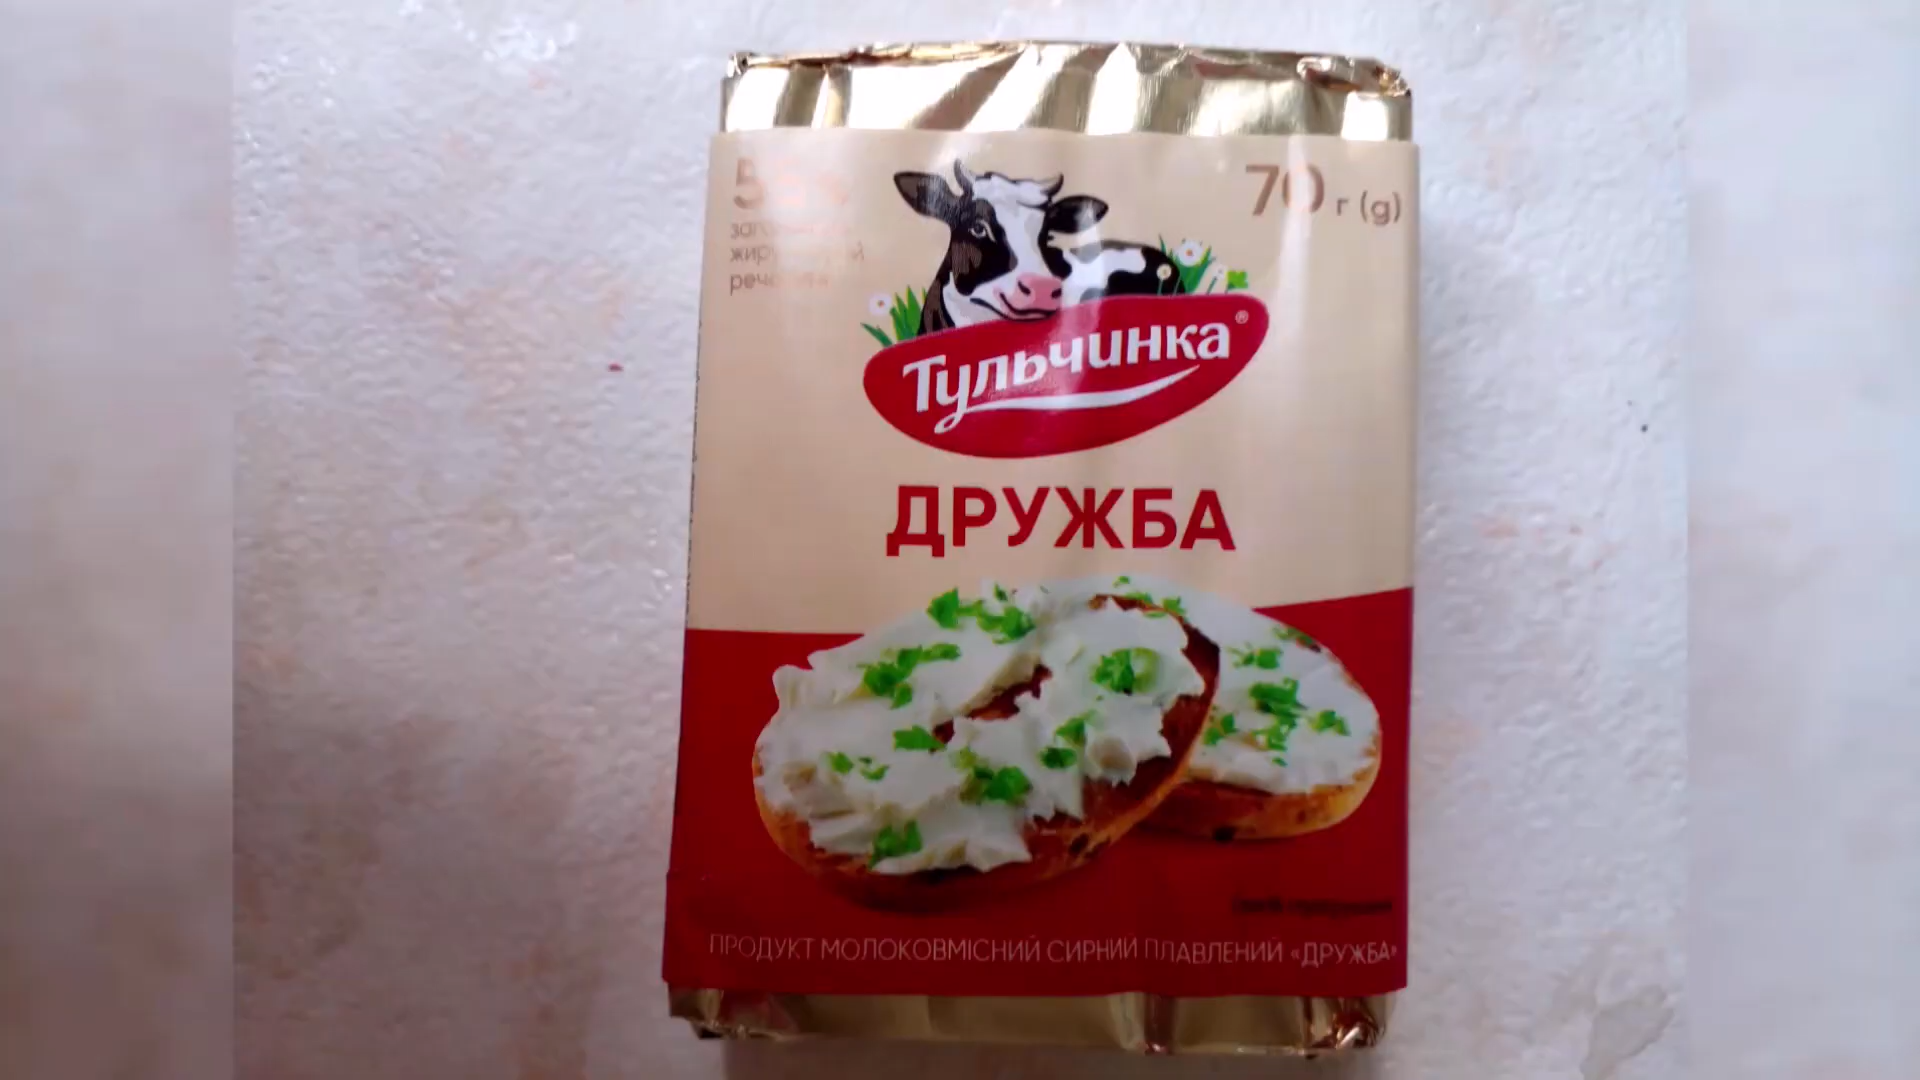 70 г (g)
Тульчинка®
ДРУЖБА
ПРОДУКТ МОЛОКОВМІСНИЙ СИРНИЙ ПЛАВЛЕНИЙ «ДРУЖБА»